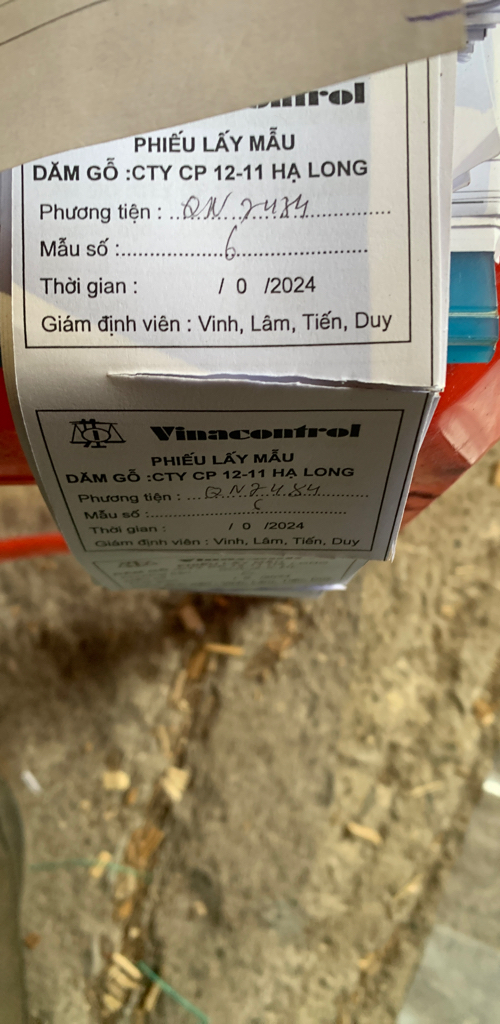 PHIẾU LẤY MẪU
DĂM GỖ :CTY CP 12-11 HẠ LONG
Phương tiện : QN 7484
Mẫu số : 6
Thời gian : / 0 /2024
Giám định viên : Vinh, Lâm, Tiến, Duy
Vinacontrol
PHIẾU LẤY MẪU
DĂM GỖ :CTY CP 12-11 HẠ LONG
Phương tiện : QN 7484
Mẫu số : 6
Thời gian : / 0 /2024
Giám định viên : Vinh, Lâm, Tiến, Duy